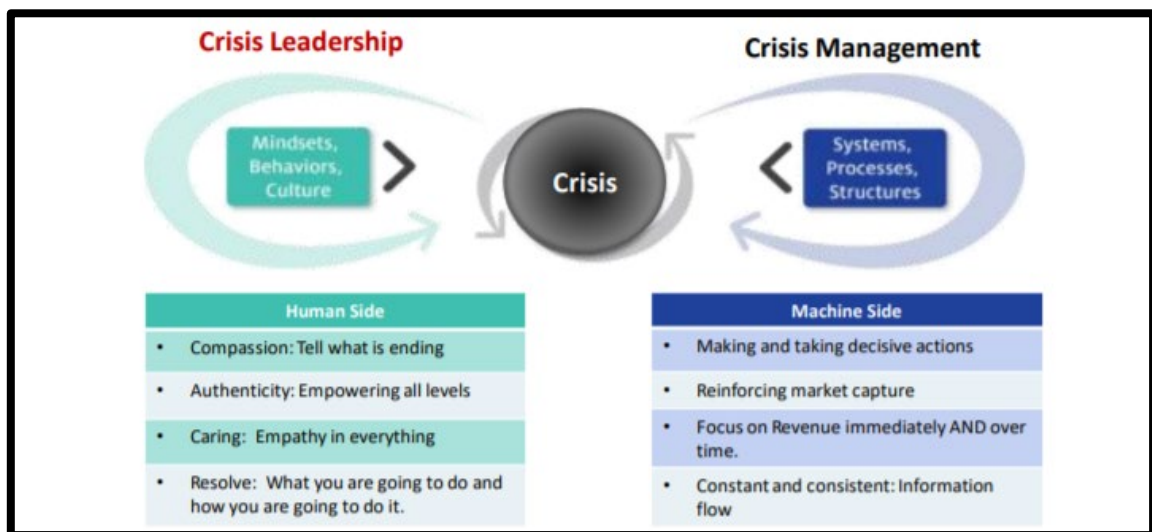 Crisis Leadership
Crisis Management
Mindsets,
Behaviors,
Culture
Crisis
Systems,
Processes,
Structures
Human Side
• Compassion: Tell what is ending
• Authenticity: Empowering all levels
• Caring: Empathy in everything
• Resolve: What you are going to do and
how you are going to do it.
Machine Side
• Making and taking decisive actions
• Reinforcing market capture
• Focus on Revenue immediately AND over
time.
• Constant and consistent: Information
flow